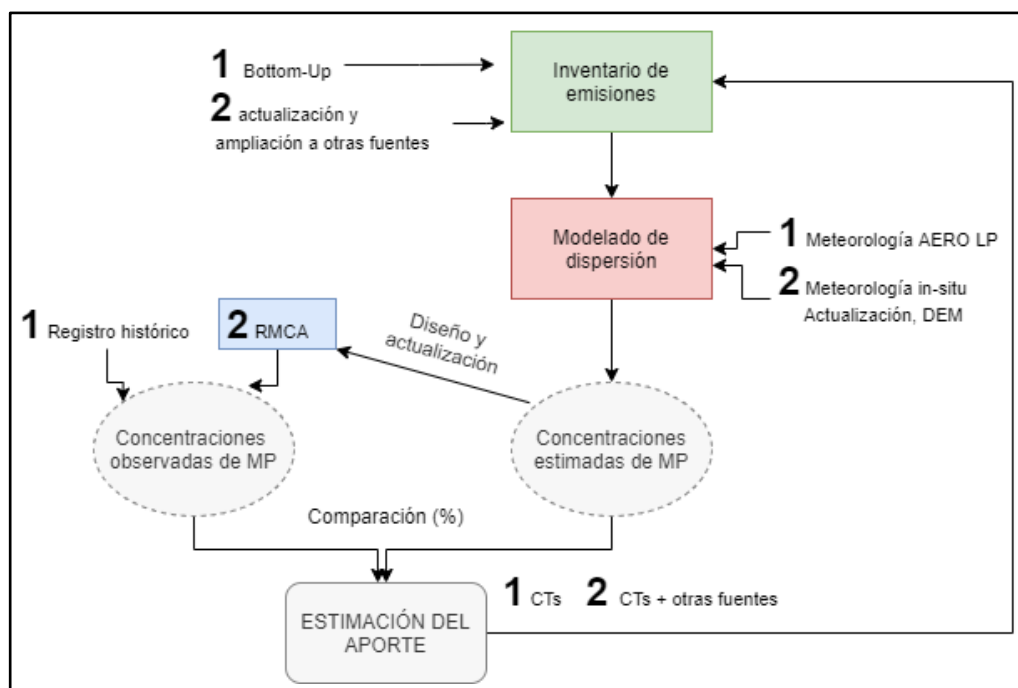 1 Bottom-Up
2 actualización y
ampliación a otras fuentes
Inventario de
emisiones
Modelado de
dispersión
1 Meteorología AERO LP
2 Meteorología in-situ
Actualización, DEM
1 Registro histórico
2 RMCA
Diseño y
actualización
Concentraciones
observadas de MP
Concentraciones
estimadas de MP
Comparación (%)
ESTIMACIÓN DEL
APORTE
1 CTs
2 CTs + otras fuentes